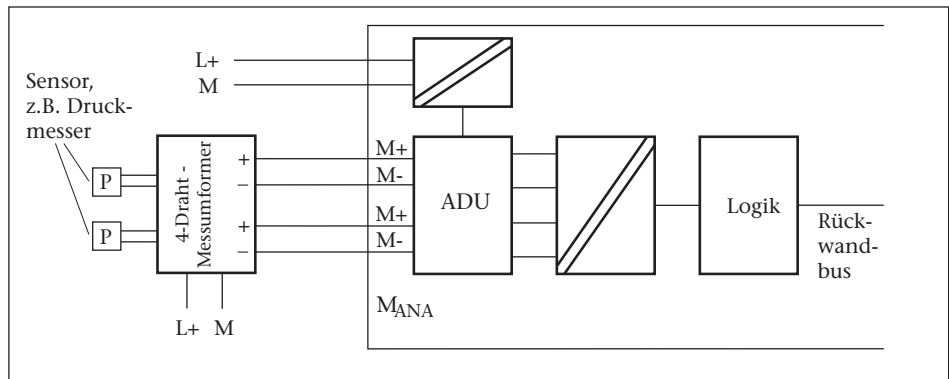 L+
M
Sensor,
z.B. Druck-
messer
P
P
4-Draht -
Messumformer
+
–
+
–
L+ M
M+
M-
M+
M-
ADU
Logik
Rück-
wand-
bus
MANA